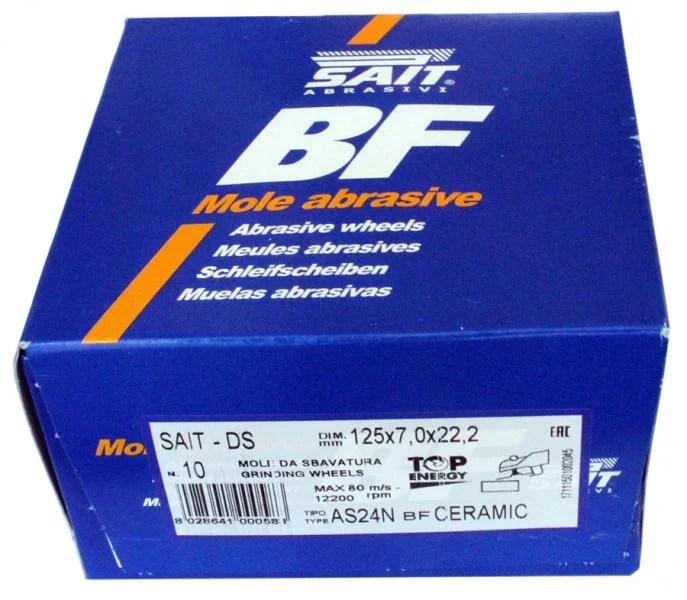 SAIT®
ABRASIVI
BF
Mole abrasive
Abrasive wheels
Meules abrasives
Schleifscheiben
Muelas abrasivas
SAIT - DS
DIM.
mm
125x7,0x22,2
EAC
N. 10
MOLE DA SBAVATURA
GRINDING WHEELS
TOP
ENERGY
MAX 80 m/s -
12200 rpm
TIPO
TYPE
AS24N BF CERAMIC
8 028641 00058
Mo
M